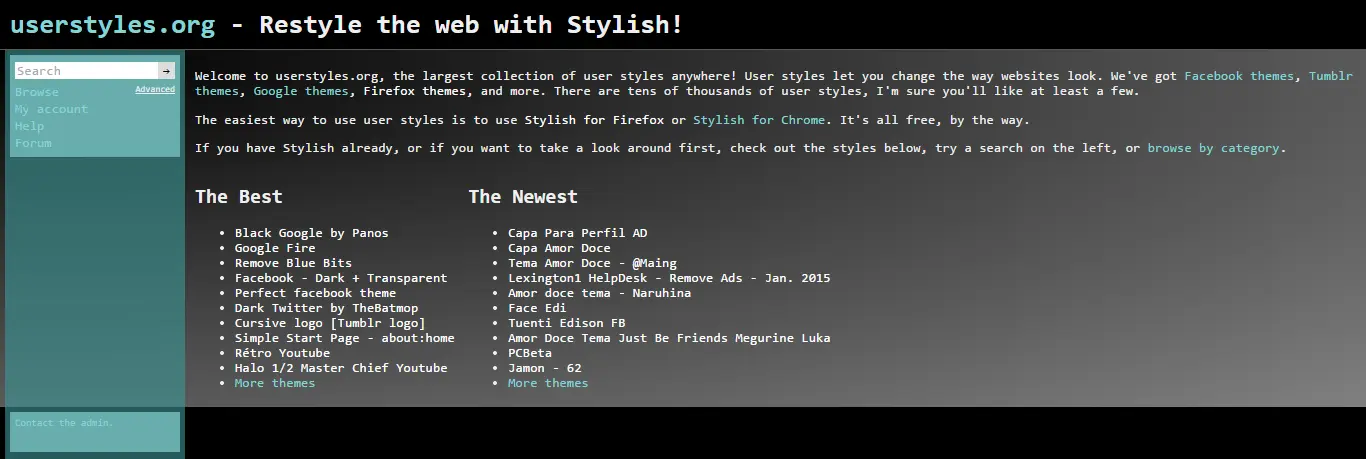 userstyles.org - Restyle the web with Stylish!
Search →
Browse Advanced
My account
Help
Forum
Welcome to userstyles.org, the largest collection of user styles anywhere! User styles let you change the way websites look. We've got Facebook themes, Tumblr
themes, Google themes, Firefox themes, and more. There are tens of thousands of user styles, I'm sure you'll like at least a few.
The easiest way to use user styles is to use Stylish for Firefox or Stylish for Chrome. It's all free, by the way.
If you have Stylish already, or if you want to take a look around first, check out the styles below, try a search on the left, or browse by category.
The Best
• Black Google by Panos
• Google Fire
• Remove Blue Bits
• Facebook - Dark + Transparent
• Perfect facebook theme
• Dark Twitter by TheBatmop
• Cursive logo [Tumblr logo]
• Simple Start Page - about:home
• Rétro Youtube
• Halo 1/2 Master Chief Youtube
• More themes
The Newest
• Capa Para Perfil AD
• Capa Amor Doce
• Tema Amor Doce - @Maing
• Lexington1 HelpDesk - Remove Ads - Jan. 2015
• Amor doce tema - Naruhina
• Face Edi
• Tuenti Edison FB
• Amor Doce Tema Just Be Friends Megurine Luka
• PCBeta
• Jamon - 62
• More themes
Contact the admin.